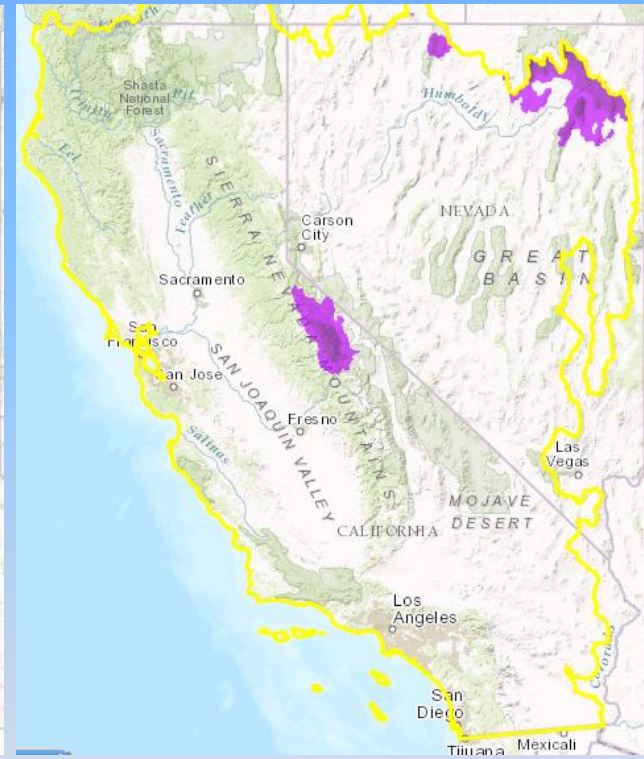 Klamath
Shasta
National
Forest
Pit
Trinity
Humboldt
Eel
Sacramento
Feather
SIERRA NEVADA MOUNTAINS
Carson
City
NEVADA
GREAT
BASIN
Sacramento
San
Francisco
San Jose
SAN JOAQUIN VALLEY
Fresno
Salinas
Las
Vegas
MOJAVE
DESERT
CALIFORNIA
Los
Angeles
Colorado
San
Diego
Tijuana
Mexicali